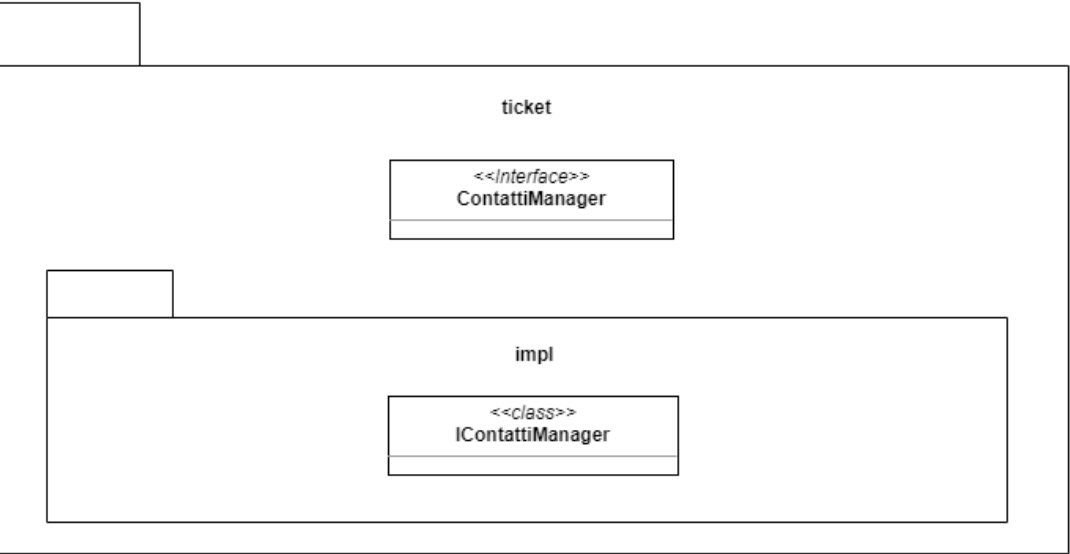 ticket
<<Interface>>
ContattiManager
impl
<<class>>
IContattiManager